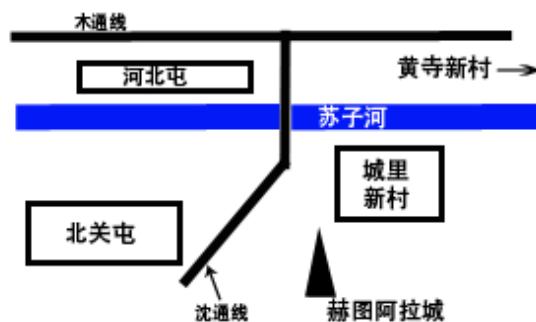 木通线
河北屯
黄寺新村
苏子河
城里
新村
北关屯
沈通线
赫图阿拉城